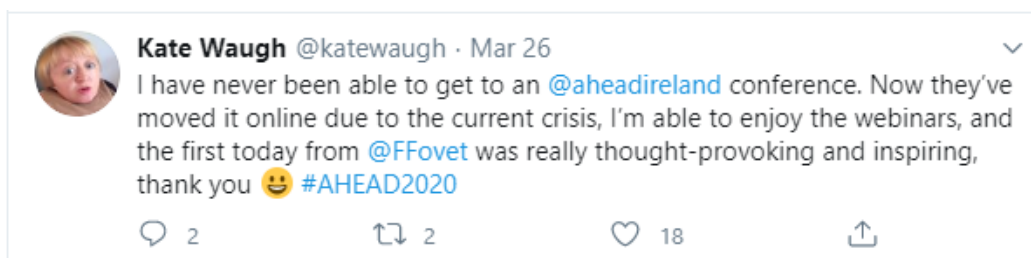 Kate Waugh @katewaugh · Mar 26
I have never been able to get to an @aheadireland conference. Now they’ve
moved it online due to the current crisis, I’m able to enjoy the webinars, and
the first today from @FFovet was really thought-provoking and inspiring,
thank you 😀 #AHEAD2020
2 2 18